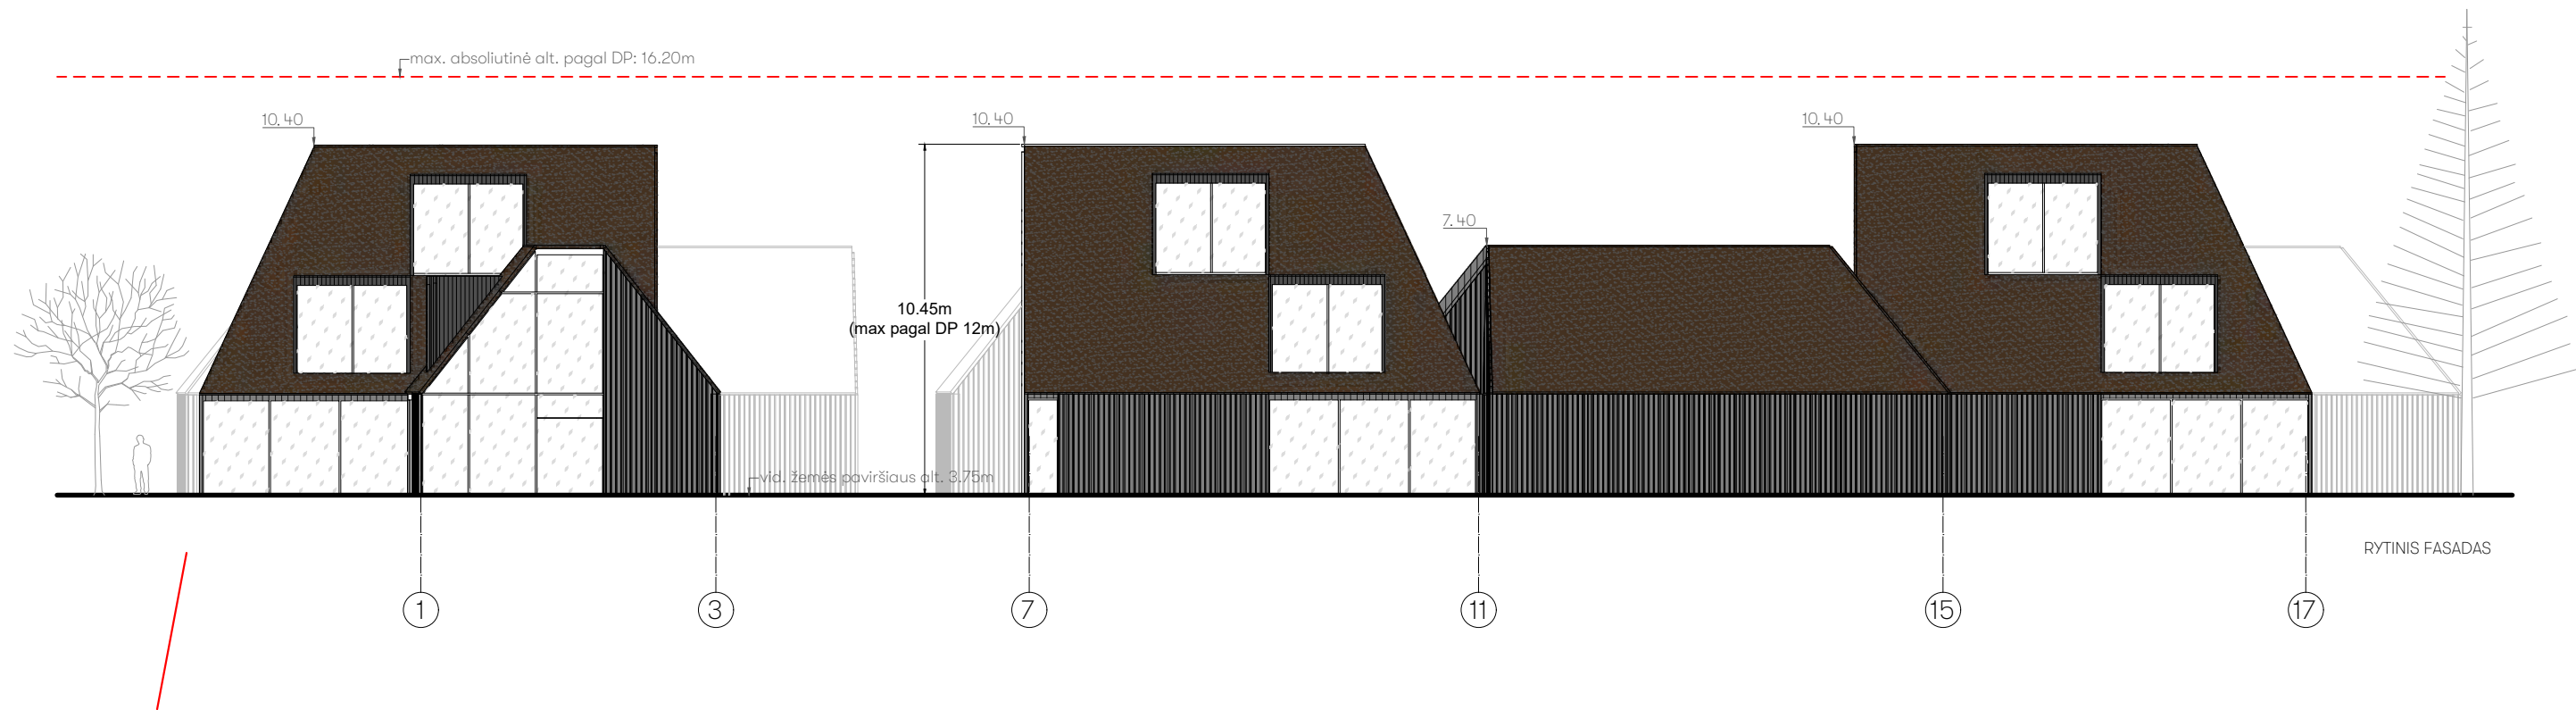 max. absoliutinė alt. pagal DP: 16.20m
10.40
10.40
10.40
7.40
10.45m
(max pagal DP 12m)
vid. žemės paviršiaus alt. 3.75m
RYTINIS FASADAS
1
3
7
11
15
17